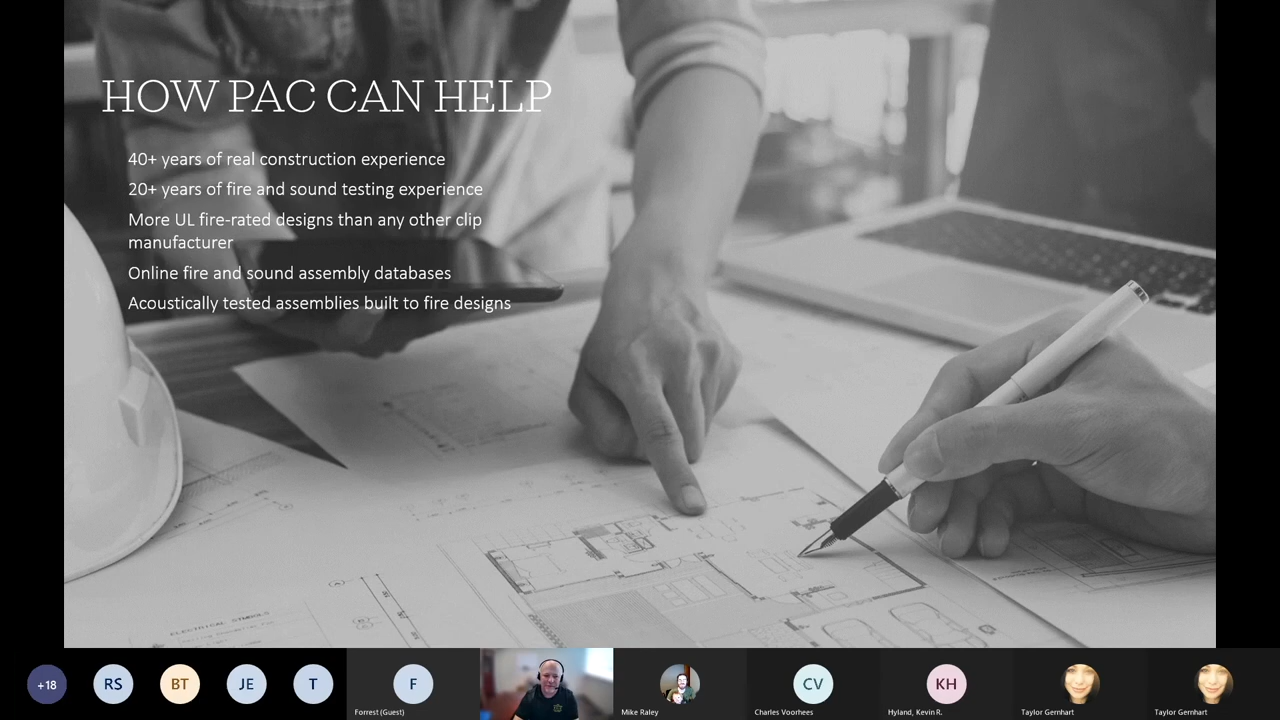 HOW PAC CAN HELP
40+ years of real construction experience
20+ years of fire and sound testing experience
More UL fire-rated designs than any other clip
manufacturer
Online fire and sound assembly databases
Acoustically tested assemblies built to fire designs
ELECTRICAL SYMBOLS
+18
RS
BT
JE
T
F
CV
KH
Forrest (Guest)
Mike Raley
Charles Voorhees
Hyland, Kevin R.
Taylor Gernhart
Taylor Gernhart